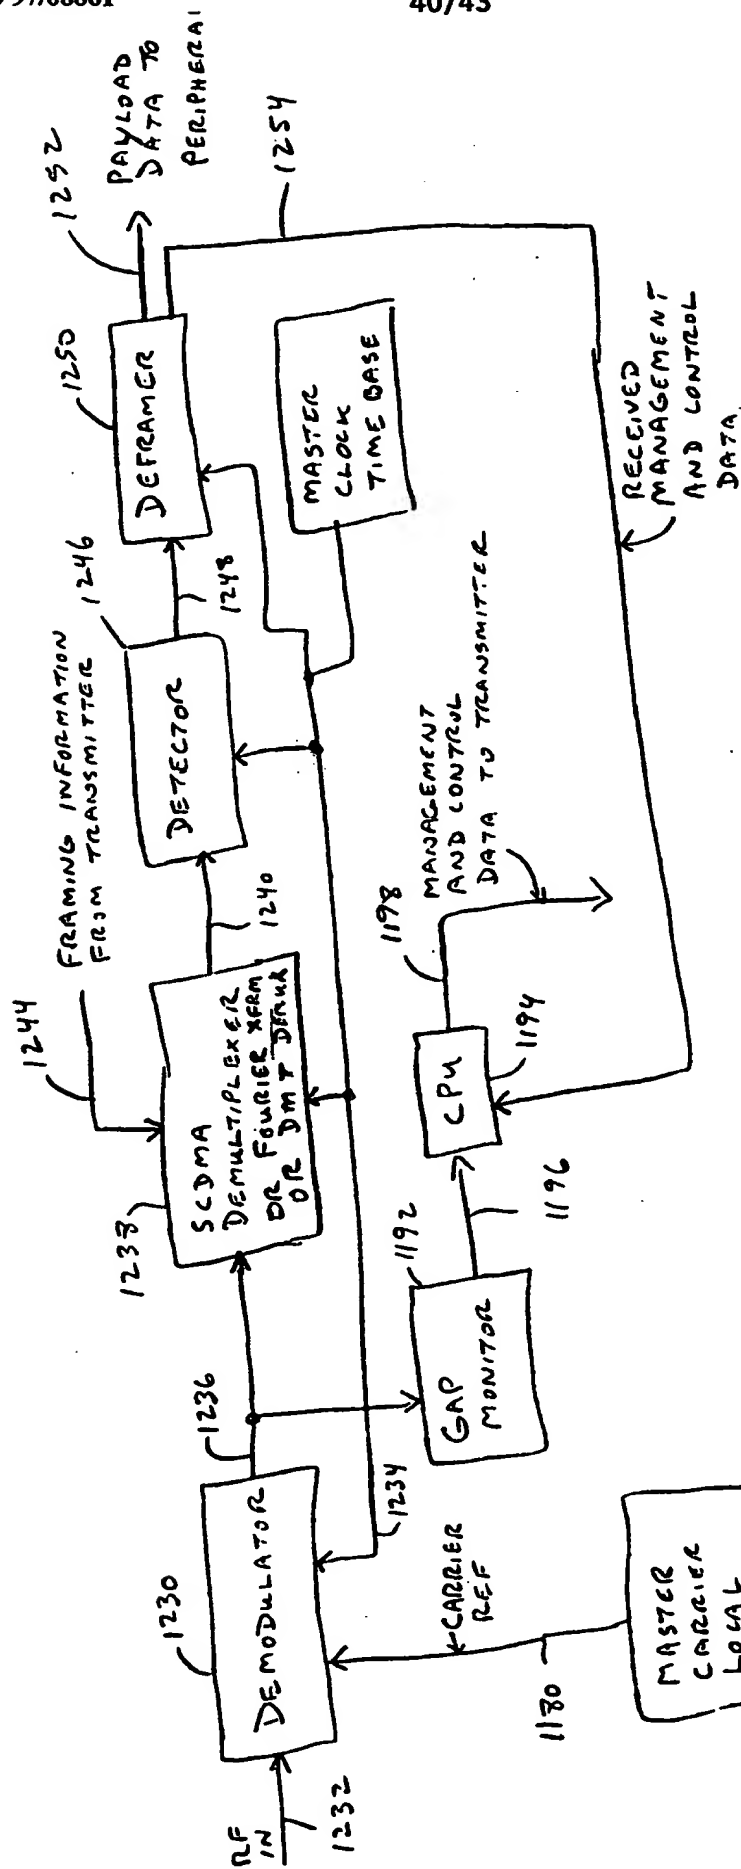 40/43
RF
IN
1232
1230
DEMODULATOR
1236
1234
CARRIER
REF
1180
MASTER
CARRIER
LOCAL
1238
SCDMA
DEMULTIPLEXER
OR FOURIER XFRM
OR DMT DEMUX
1244
FRAMING INFORMATION
FROM TRANSMITTER
1240
1192
GAP
MONITOR
1196
CPU
1194
1198
MANAGEMENT
AND CONTROL
DATA TO TRANSMITTER
DETECTOR
1246
1248
DEFRAMER
1250
1252
PAYLOAD
DATA TO
MASTER
CLOCK
TIME BASE
1254
RECEIVED
MANAGEMENT
AND CONTROL
DATA